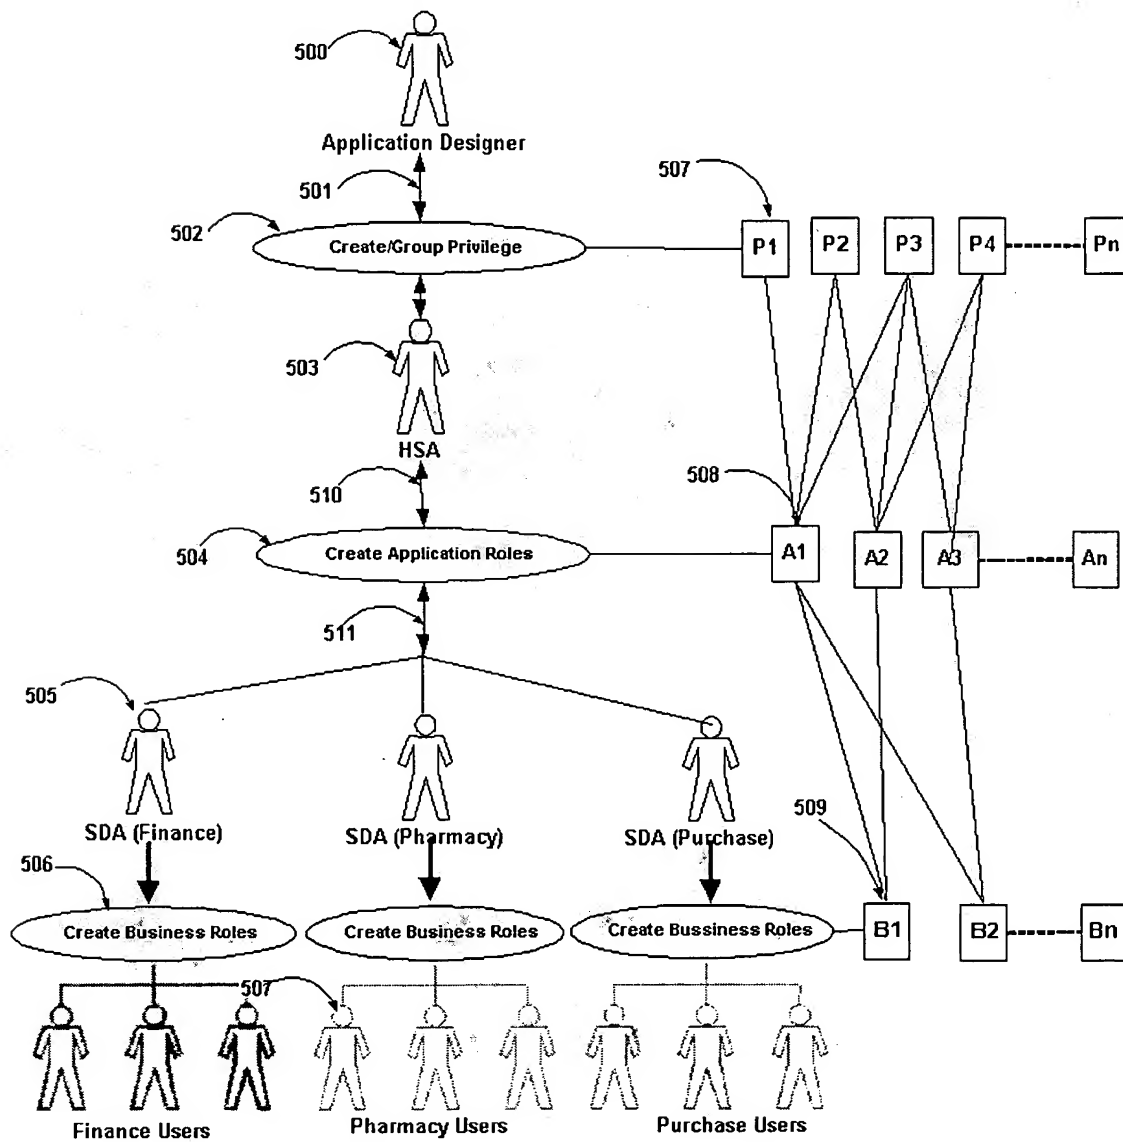 500
Application Designer
501
507
502
Create/Group Privilege
P1
P2
P3
P4
Pn
503
HSA
510
508
504
Create Application Roles
A1
A2
A3
An
511
505
SDA (Finance)
SDA (Pharmacy)
SDA (Purchase)
509
506
Create Business Roles
Create Business Roles
Create Bussiness Roles
B1
B2
Bn
507
Finance Users
Pharmacy Users
Purchase Users